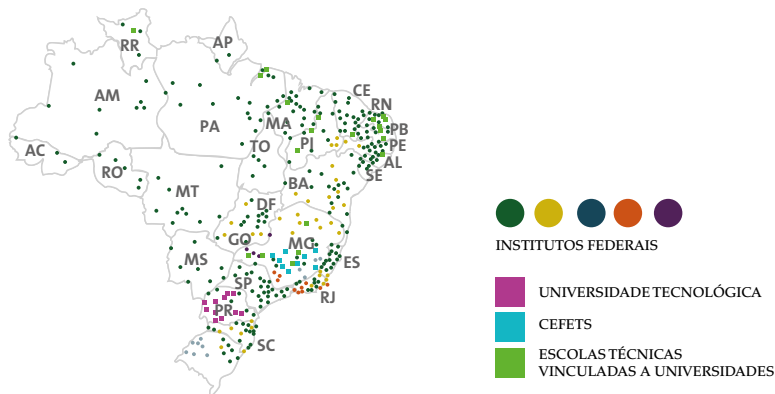 RR
AP
AM
PA
MA
CE
RN
PB
PE
AL
SE
PI
TO
AC
RO
MT
BA
DF
GO
MG
ES
MS
SP
RJ
PR
SC
INSTITUTOS FEDERAIS
UNIVERSIDADE TECNOLÓGICA
CEFETS
ESCOLAS TÉCNICAS
VINCULADAS A UNIVERSIDADES